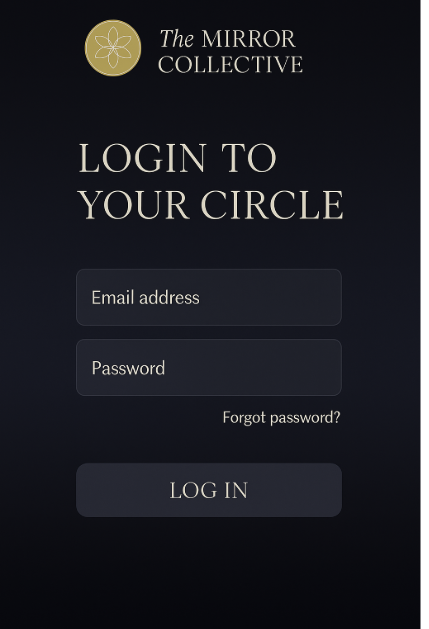 The MIRROR
COLLECTIVE
LOGIN TO
YOUR CIRCLE
Email address
Password
Forgot password?
LOG IN